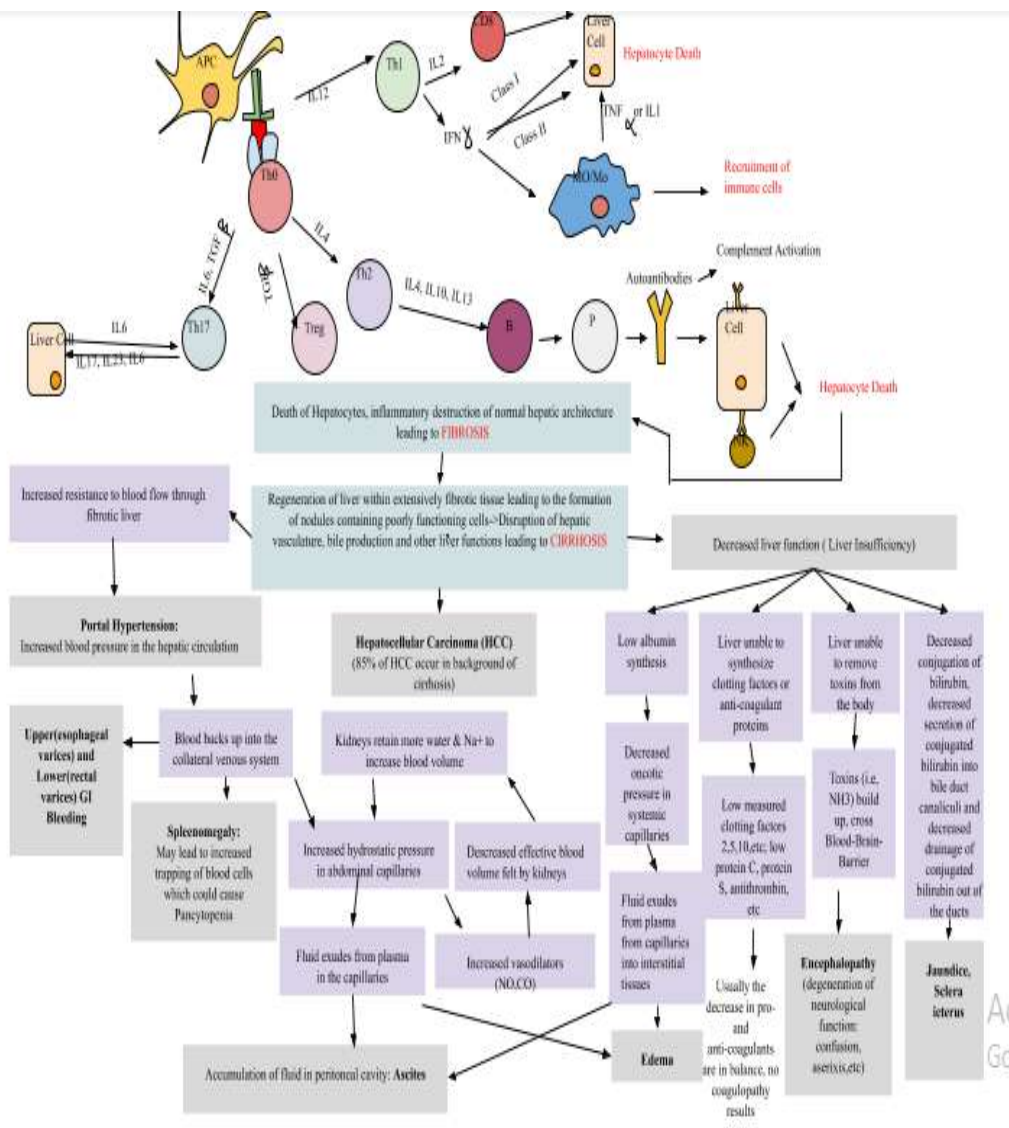 APC
IL12
Th1
IL2
CD8
Liver
Cell
Hepatocyte Death
Class I
Class II
IFN γ
TNF α or IL1
MO/Mo
Recruitment of
immune cells
Th0
IL6, TGF β
IL4
Th2
IL4, IL10, IL13
B
P
Autoantibodies
Complement Activation
Liver
Cell
NK
Hepatocyte Death
Treg
Th17
Liver Cell
IL6
IL17, IL23, IL6
Death of Hepatocytes, inflammatory destruction of normal hepatic architecture
leading to FIBROSIS
Increased resistance to blood flow through
fibrotic liver
Regeneration of liver within extensively fibrotic tissue leading to the formation
of nodules containing poorly functioning cells->Disruption of hepatic
vasculature, bile production and other liver functions leading to CIRRHOSIS
Decreased liver function ( Liver Insufficiency)
Portal Hypertension:
Increased blood pressure in the hepatic circulation
Hepatocellular Carcinoma (HCC)
(85% of HCC occur in background of
cirrhosis)
Low albumin
synthesis
Liver unable to
synthesize
clotting factors or
anti-coagulant
proteins
Liver unable
to remove
toxins from
the body
Decreased
conjugation of
bilirubin,
decreased
secretion of
conjugated
bilirubin into
bile duct
canaliculi and
decreased
drainage of
conjugated
bilirubin out of
the ducts
Upper(esophageal
varices) and
Lower(rectal
varices) GI
Bleeding
Blood backs up into the
collateral venous system
Kidneys retain more water & Na+ to
increase blood volume
Decreased
oncotic
pressure in
systemic
capillaries
Low measured
clotting factors
2,5,10,etc; low
protein C, protein
S, antithrombin,
etc
Toxins (i.e,
NH3) build
up, cross
Blood-Brain-
Barrier
Spleenomegaly:
May lead to increased
trapping of blood cells
which could cause
Pancytopenia
Increased hydrostatic pressure
in abdominal capillaries
Descreased effective blood
volume felt by kidneys
Fluid exudes
from plasma
from capillaries
into interstitial
tissues
Fluid exudes from plasma
in the capillaries
Increased vasodilators
(NO,CO)
Usually the
decrease in pro-
and
anti-coagulants
are in balance, no
coagulopathy
results
Encephalopathy
(degeneration of
neurological
function:
confusion,
aserixis,etc)
Jaundice,
Sclera
icterus
Edema
Accumulation of fluid in peritoneal cavity: Ascites